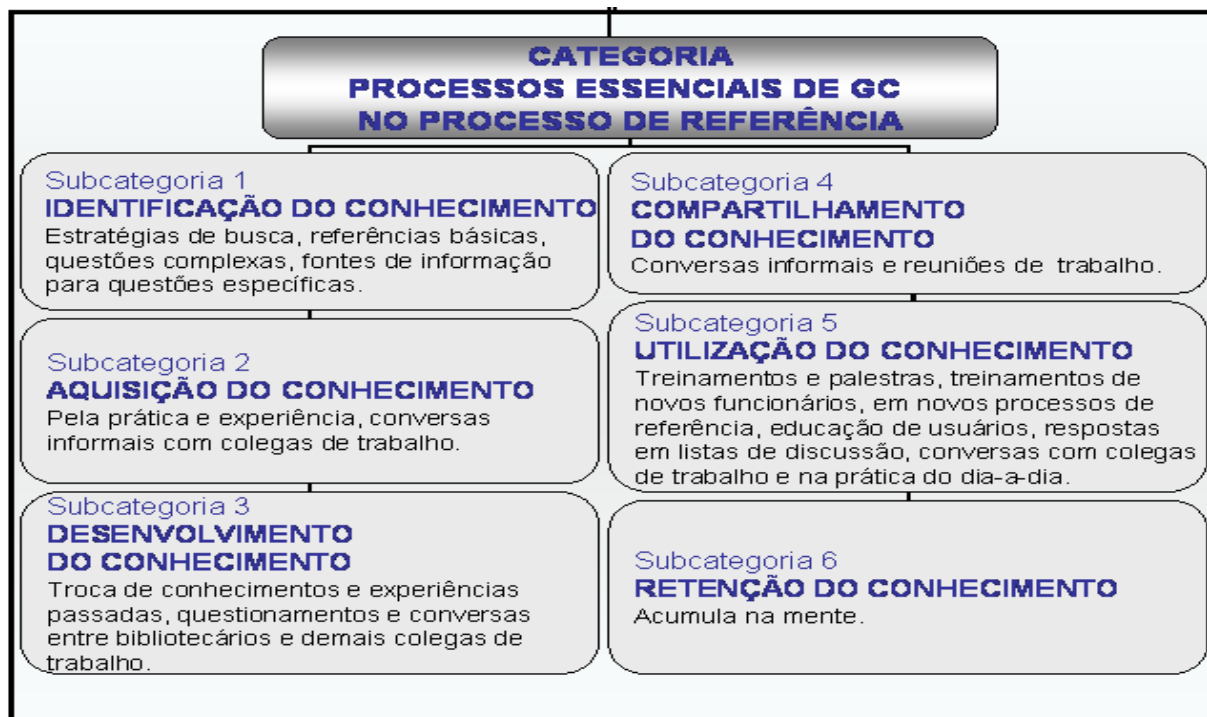 CATEGORIA
PROCESSOS ESSENCIAIS DE GC
NO PROCESSO DE REFERÊNCIA
Subcategoria 1
IDENTIFICAÇÃO DO CONHECIMENTO
Estratégias de busca, referências básicas,
questões complexas, fontes de informação
para questões específicas.
Subcategoria 2
AQUISIÇÃO DO CONHECIMENTO
Pela prática e experiência, conversas
informais com colegas de trabalho.
Subcategoria 3
DESENVOLVIMENTO
DO CONHECIMENTO
Troca de conhecimentos e experiências
passadas, questionamentos e conversas
entre bibliotecários e demais colegas de
trabalho.
Subcategoria 4
COMPARTILHAMENTO
DO CONHECIMENTO
Conversas informais e reuniões de trabalho.
Subcategoria 5
UTILIZAÇÃO DO CONHECIMENTO
Treinamentos e palestras, treinamentos de
novos funcionários, em novos processos de
referência, educação de usuários, respostas
em listas de discussão, conversas com colegas
de trabalho e na prática do dia-a-dia.
Subcategoria 6
RETENÇÃO DO CONHECIMENTO
Acumula na mente.